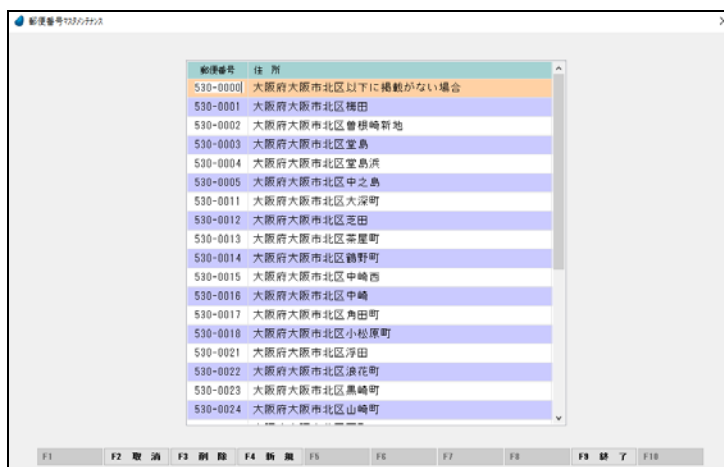 郵便番号ﾏｽﾀﾒﾝﾃﾅﾝｽ
郵便番号 住 所
530-0000 大阪府大阪市北区以下に掲載がない場合
530-0001 大阪府大阪市北区梅田
530-0002 大阪府大阪市北区曽根崎新地
530-0003 大阪府大阪市北区堂島
530-0004 大阪府大阪市北区堂島浜
530-0005 大阪府大阪市北区中之島
530-0011 大阪府大阪市北区大深町
530-0012 大阪府大阪市北区芝田
530-0013 大阪府大阪市北区茶屋町
530-0014 大阪府大阪市北区鶴野町
530-0015 大阪府大阪市北区中崎西
530-0016 大阪府大阪市北区中崎
530-0017 大阪府大阪市北区角田町
530-0018 大阪府大阪市北区小松原町
530-0021 大阪府大阪市北区浮田
530-0022 大阪府大阪市北区浪花町
530-0023 大阪府大阪市北区黒崎町
530-0024 大阪府大阪市北区山崎町
F1 F2 取 消 F3 削 除 F4 新 規 F5 F6 F7 F8 F9 終 了 F10